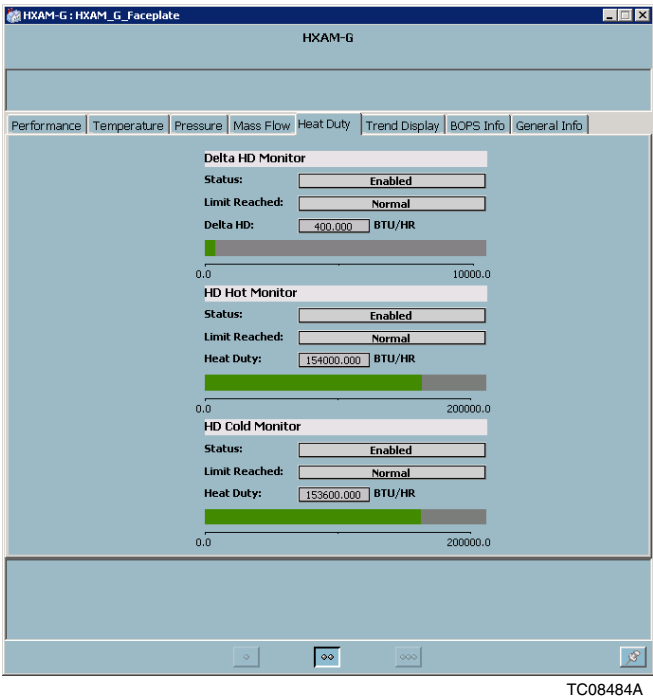 HXAM-G : HXAM_G_Faceplate
HXAM-G
Performance Temperature Pressure Mass Flow Heat Duty Trend Display BOPS Info General Info
Delta HD Monitor
Status: Enabled
Limit Reached: Normal
Delta HD: 400.000 BTU/HR
0.0 10000.0
HD Hot Monitor
Status: Enabled
Limit Reached: Normal
Heat Duty: 154000.000 BTU/HR
0.0 200000.0
HD Cold Monitor
Status: Enabled
Limit Reached: Normal
Heat Duty: 153600.000 BTU/HR
0.0 200000.0
TC08484A